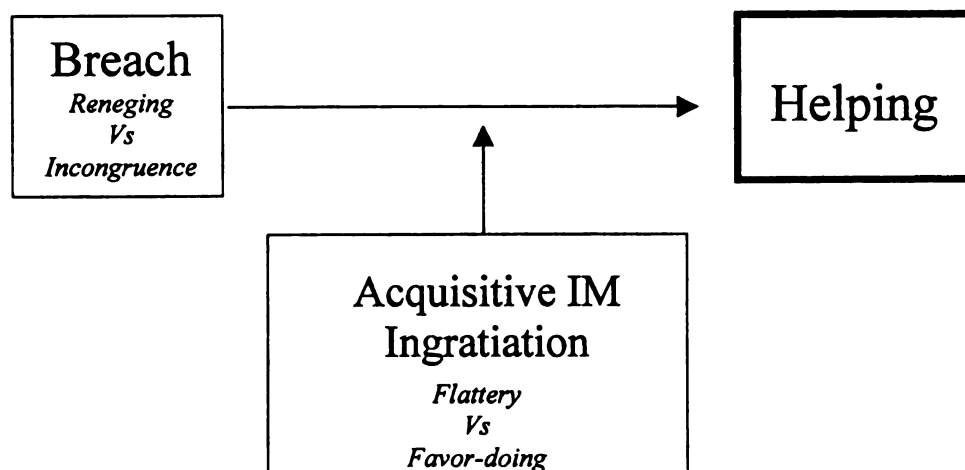 Breach
Reneging
Vs
Incongruence
Helping
Acquisitive IM
Ingratiation
Flattery
Vs
Favor-doing